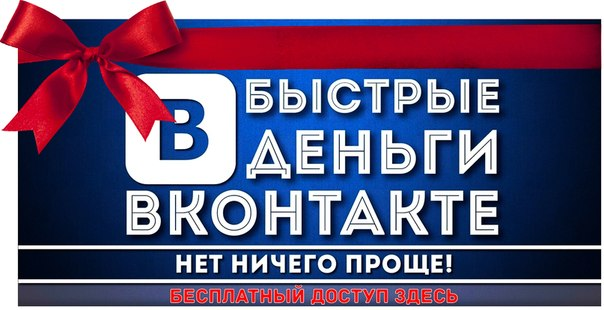 В
БЫСТРЫЕ
ДЕНЬГИ
ВКОНТАКТЕ
НЕТ НИЧЕГО ПРОЩЕ!
БЕСПЛАТНЫЙ ДОСТУП ЗДЕСЬ